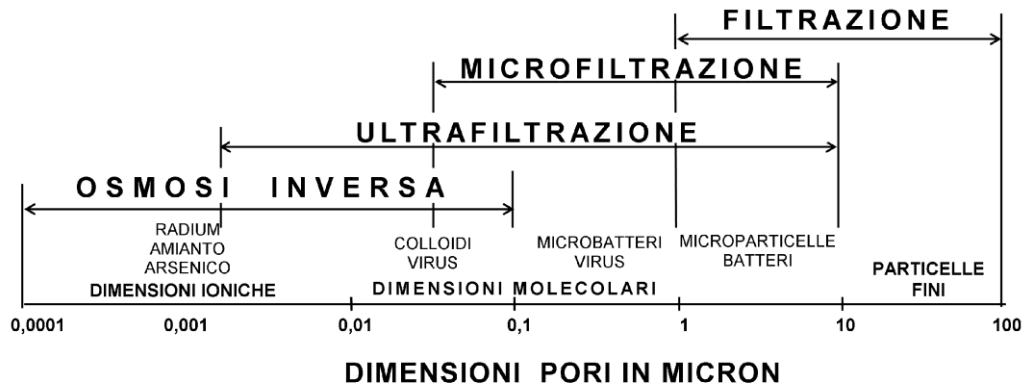 FILTRAZIONE
MICROFILTRAZIONE
ULTRAFILTRAZIONE
OSMOSI INVERSA
RADIUM
AMIANTO
ARSENICO
COLLOIDI
VIRUS
MICROBATTERI
VIRUS
MICROPARTICELLE
BATTERI
PARTICELLE
FINI
DIMENSIONI IONICHE
DIMENSIONI MOLECOLARI
0,0001 0,001 0,01 0,1 1 10 100
DIMENSIONI PORI IN MICRON